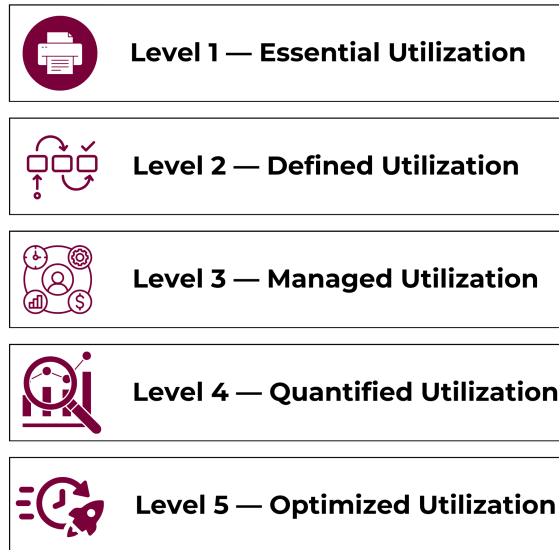 Level 1 — Essential Utilization
Level 2 — Defined Utilization
Level 3 — Managed Utilization
$
Level 4 — Quantified Utilization
Level 5 — Optimized Utilization